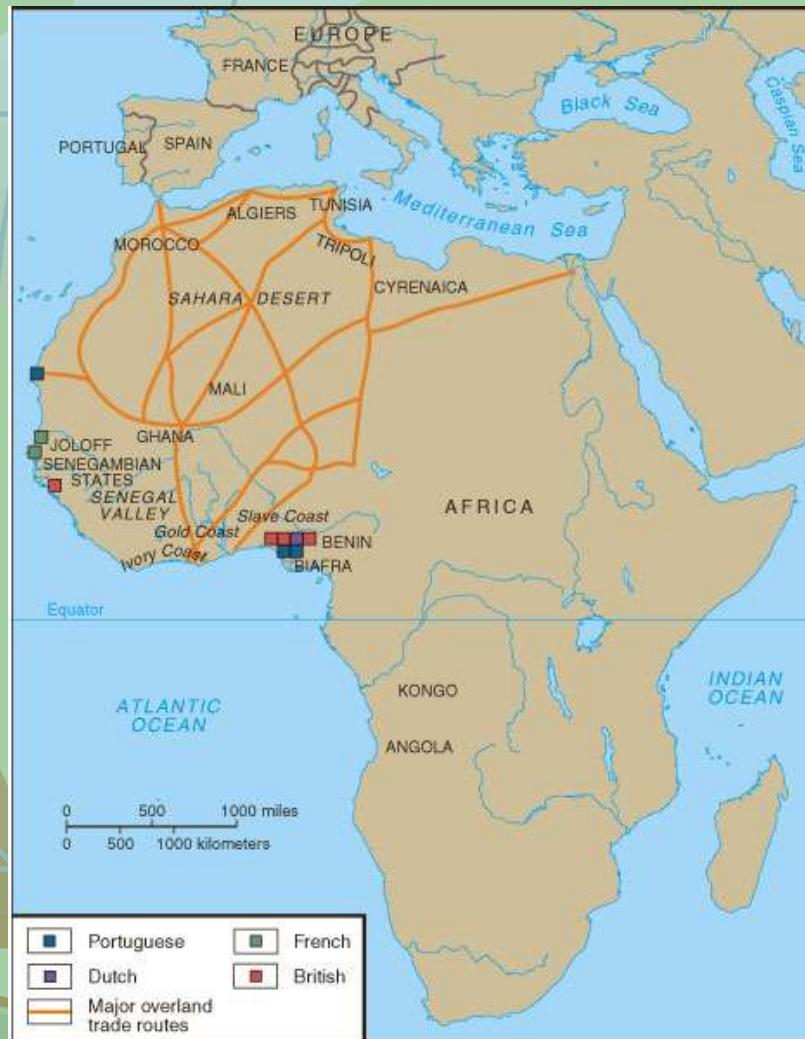 EUROPE
FRANCE
Black Sea
Caspian Sea
PORTUGAL
SPAIN
ALGIERS
TUNISIA
Mediterranean Sea
MOROCCO
TRIPOLI
CYRENAICA
SAHARA DESERT
MALI
GHANA
JOLOFF
SENEGAMBIAN
STATES
SENEGAL
VALLEY
AFRICA
Slave Coast
Gold Coast
BENIN
Ivory Coast
BIAFRA
Equator
KONGO
INDIAN
OCEAN
ATLANTIC
OCEAN
ANGOLA
0 500 1000 miles
0 500 1000 kilometers
Portuguese
French
Dutch
British
Major overland
trade routes